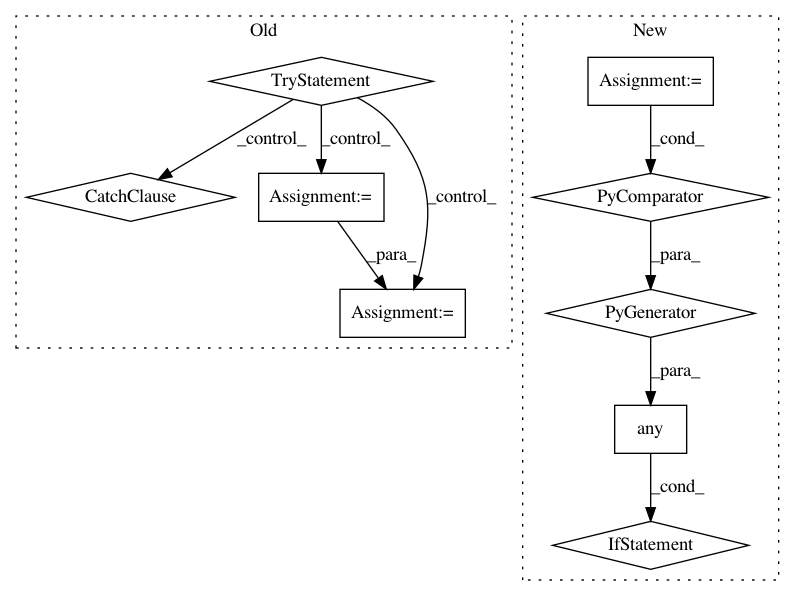 Old
New
TryStatement
Assignment:=
_control_
_control_
_cond_
CatchClause
Assignment:=
_control_
PyComparator
_para_
_para_
Assignment:=
PyGenerator
_para_
any
_cond_
IfStatement